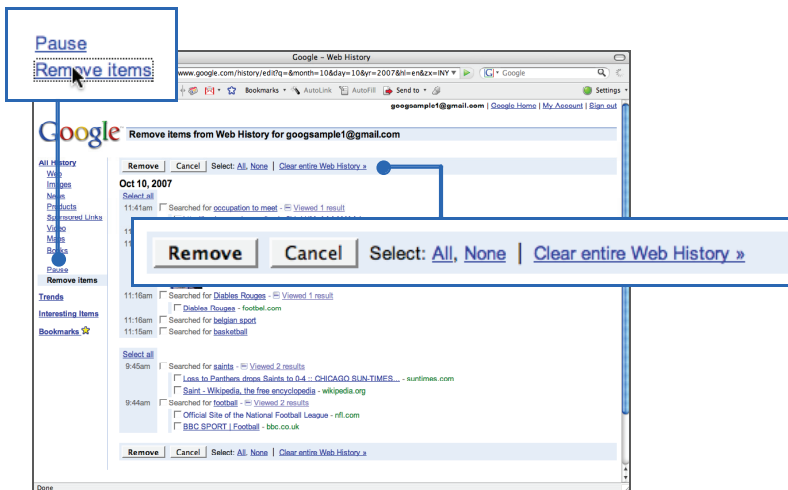 Pause
Remove items
Google – Web History
www.google.com/history/edit?q=&month=10&day=10&yr=2007&hl=en&zx=INY
Google
Bookmarks
AutoLink
AutoFill
Send to
Settings
googsample1@gmail.com | Google Home | My Account | Sign out
Google Remove items from Web History for googsample1@gmail.com
All History
Web
Images
News
Products
Sponsored Links
Video
Maps
Books
Pause
Remove items
Trends
Interesting Items
Bookmarks
Remove Cancel Select: All, None | Clear entire Web History »
Oct 10, 2007
Select all
11:41am Searched for occupation to meet - Viewed 1 result
Remove Cancel Select: All, None | Clear entire Web History »
11:16am Searched for Diables Rouges - Viewed 1 result
Diables Rouges - footbel.com
11:16am Searched for belgian sport
11:15am Searched for basketball
Select all
9:45am Searched for saints - Viewed 2 results
Loss to Panthers drops Saints to 0-4 :: CHICAGO SUN-TIMES... - suntimes.com
Saint - Wikipedia, the free encyclopedia - wikipedia.org
9:44am Searched for football - Viewed 2 results
Official Site of the National Football League - nfl.com
BBC SPORT | Football - bbc.co.uk
Remove Cancel Select: All, None | Clear entire Web History »
Done